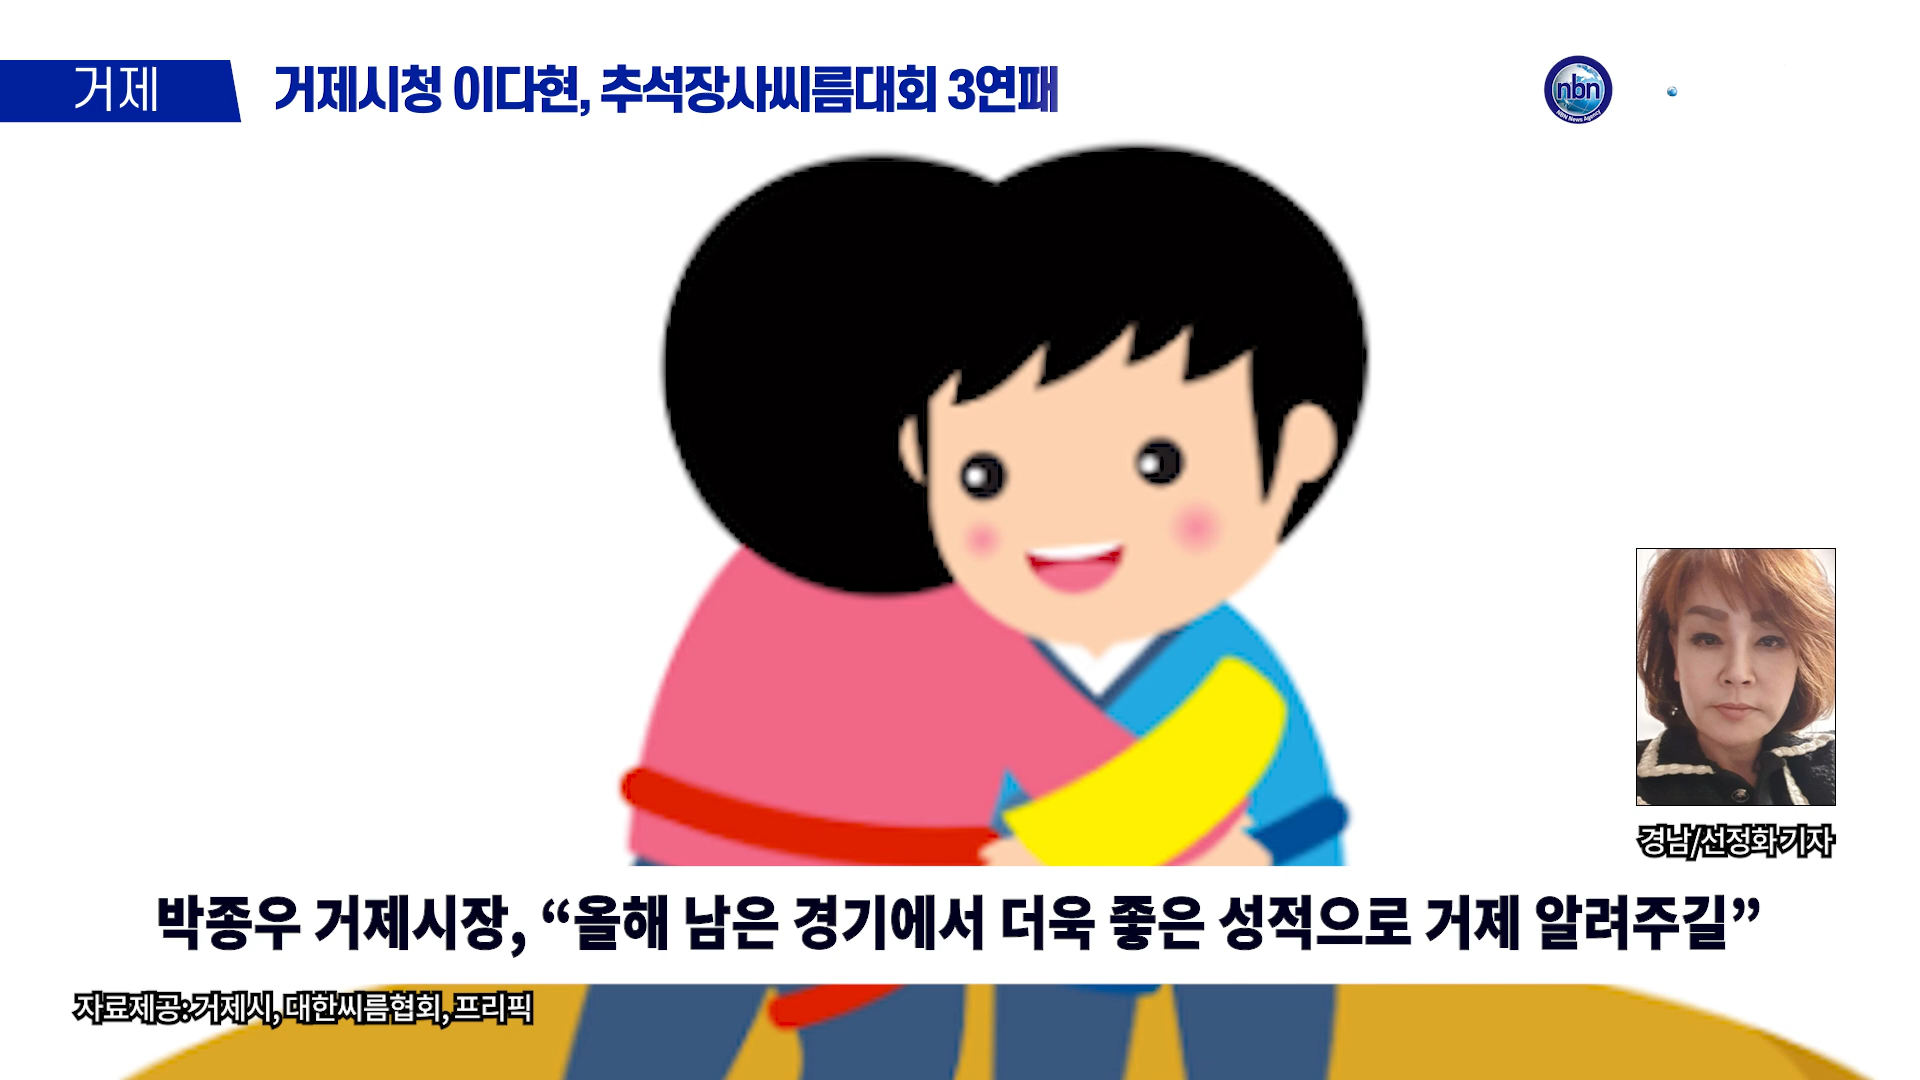 거제
거제시청 이다현, 추석장사씨름대회 3연패
nbn
NBN News Agency
경남/선정화 기자
박종우 거제시장, “올해 남은 경기에서 더욱 좋은 성적으로 거제 알려주길”
자료제공:거제시, 대한씨름협회, 프리픽